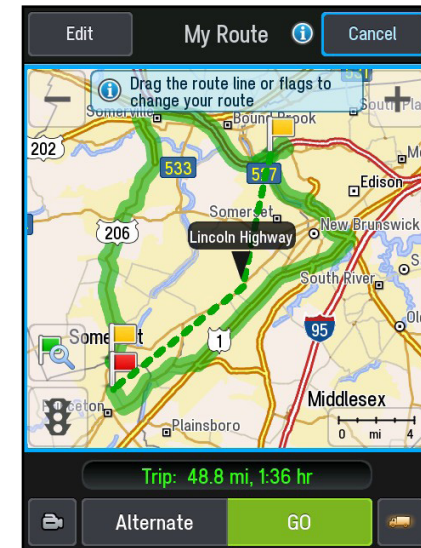 Edit
My Route
Cancel
Drag the route line or flags to
change your route
Somerville
Bound Brook
South Pla
202
533
Edison
Somerset
New Brunswick
206
Lincoln Highway
South River
95
1
Middlesex
Plainsboro
0 mi 4
Trip: 48.8 mi, 1:36 hr
Alternate
GO